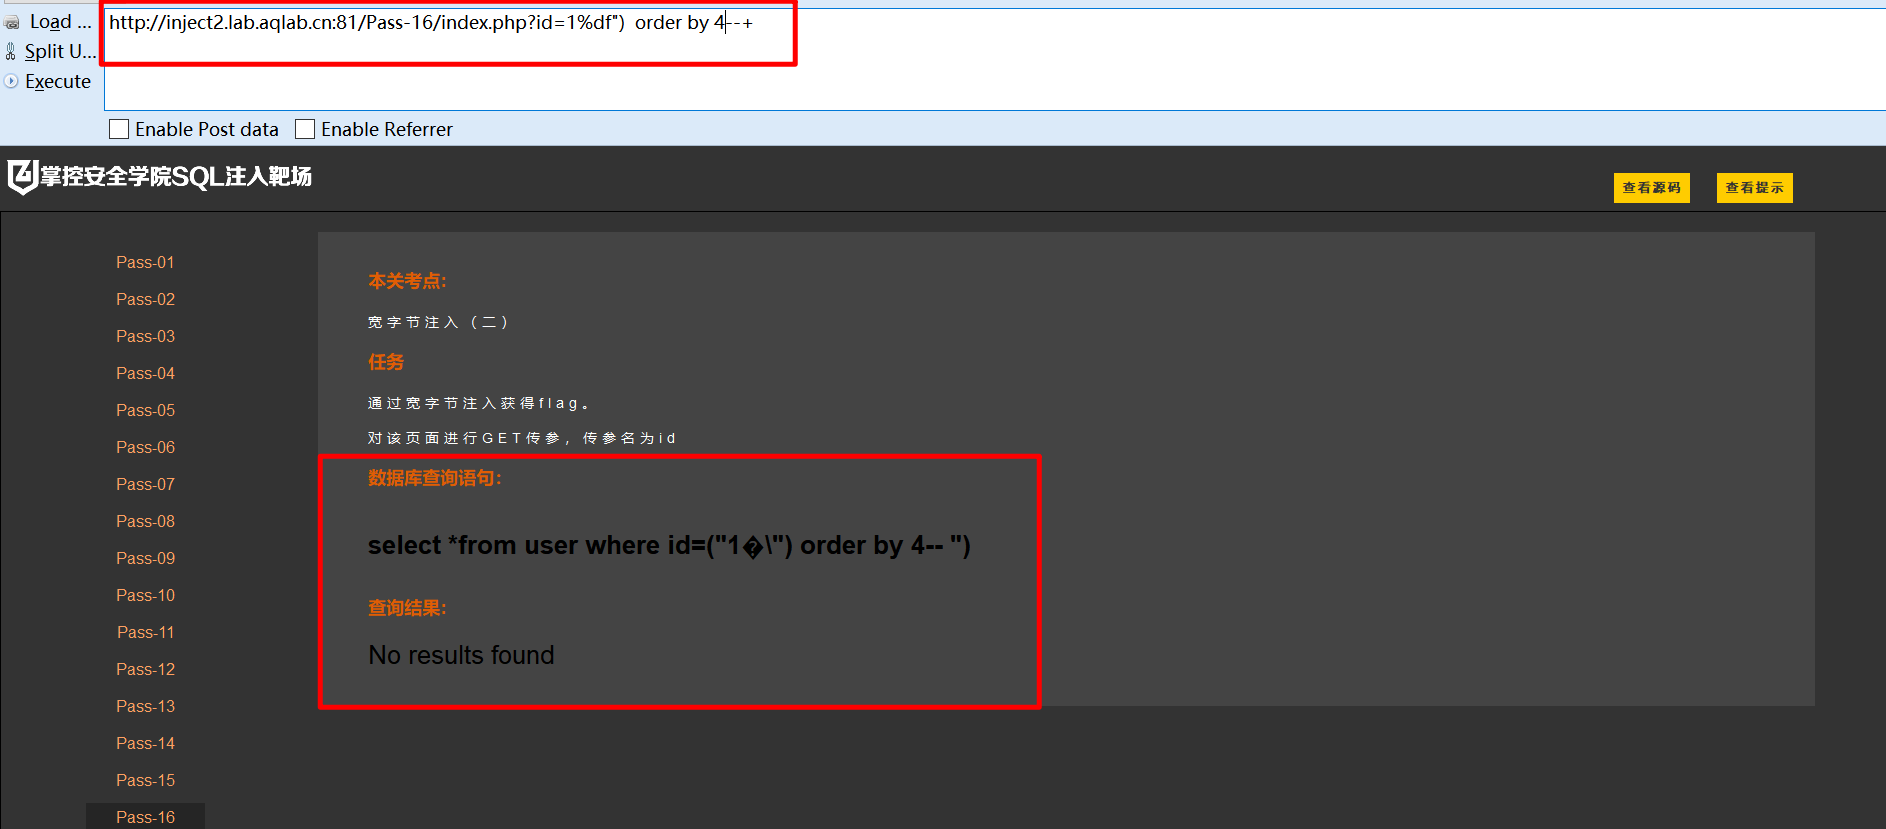 Load ...
http://inject2.lab.aqlab.cn:81/Pass-16/index.php?id=1%df")  order by 4--+
Split U...
Execute
Enable Post data
Enable Referrer
掌控安全学院SQL注入靶场
查看源码
查看提示
Pass-01
Pass-02
Pass-03
Pass-04
Pass-05
Pass-06
Pass-07
Pass-08
Pass-09
Pass-10
Pass-11
Pass-12
Pass-13
Pass-14
Pass-15
Pass-16
本关考点:
宽字节注入（二）
任务
通过宽字节注入获得flag。
对该页面进行GET传参，传参名为id
数据库查询语句:
select *from user where id=("1�\") order by 4-- ")
查询结果:
No results found